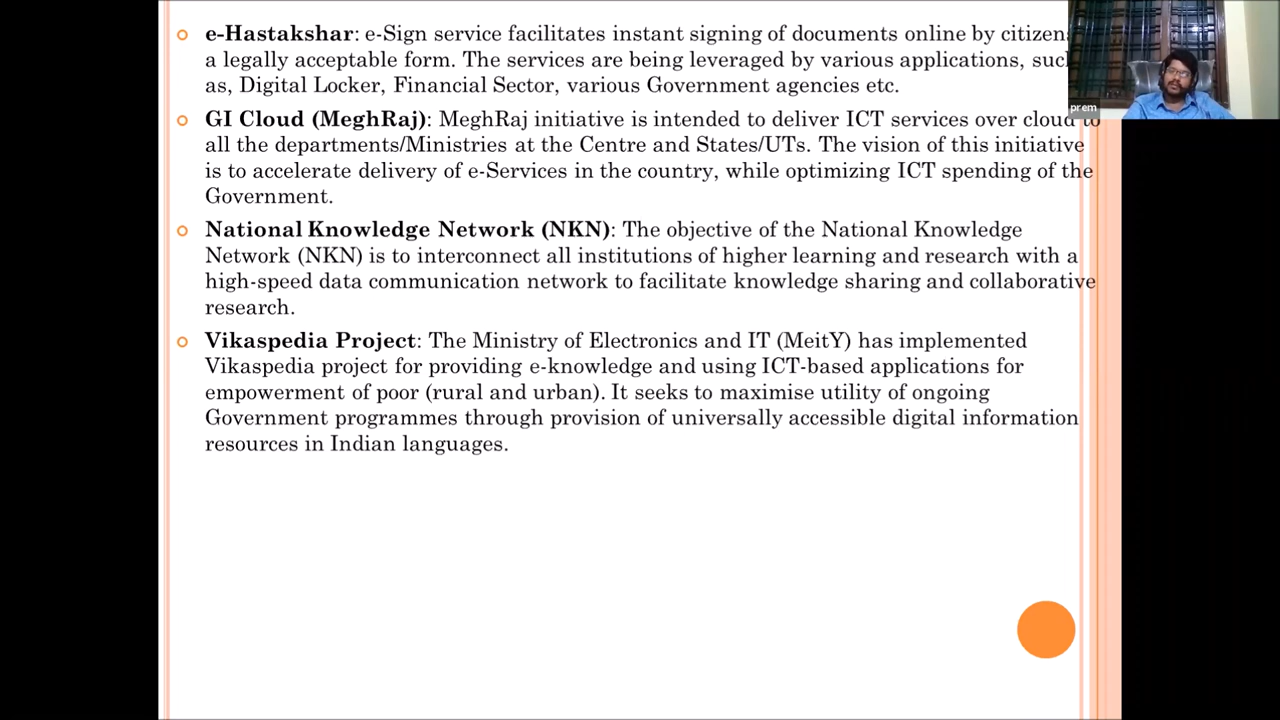 e-Hastakshar: e-Sign service facilitates instant signing of documents online by citizens
a legally acceptable form. The services are being leveraged by various applications, such
as, Digital Locker, Financial Sector, various Government agencies etc.
GI Cloud (MeghRaj): MeghRaj initiative is intended to deliver ICT services over cloud to
all the departments/Ministries at the Centre and States/UTs. The vision of this initiative
is to accelerate delivery of e-Services in the country, while optimizing ICT spending of the
Government.
National Knowledge Network (NKN): The objective of the National Knowledge
Network (NKN) is to interconnect all institutions of higher learning and research with a
high-speed data communication network to facilitate knowledge sharing and collaborative
research.
Vikaspedia Project: The Ministry of Electronics and IT (MeitY) has implemented
Vikaspedia project for providing e-knowledge and using ICT-based applications for
empowerment of poor (rural and urban). It seeks to maximise utility of ongoing
Government programmes through provision of universally accessible digital information
resources in Indian languages.
prem